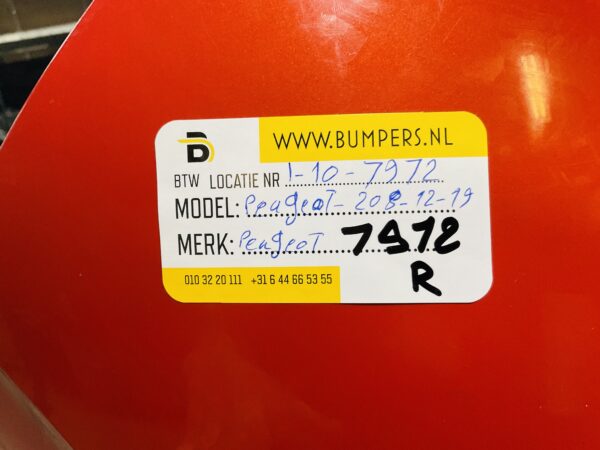 B
WWW.BUMPERS.NL
BTW LOCATIE NR 1-10-7972
MODEL: Peugeot-208-12-19
MERK: Peugeot 7972
R
010 32 20 111 +31 6 44 66 53 55